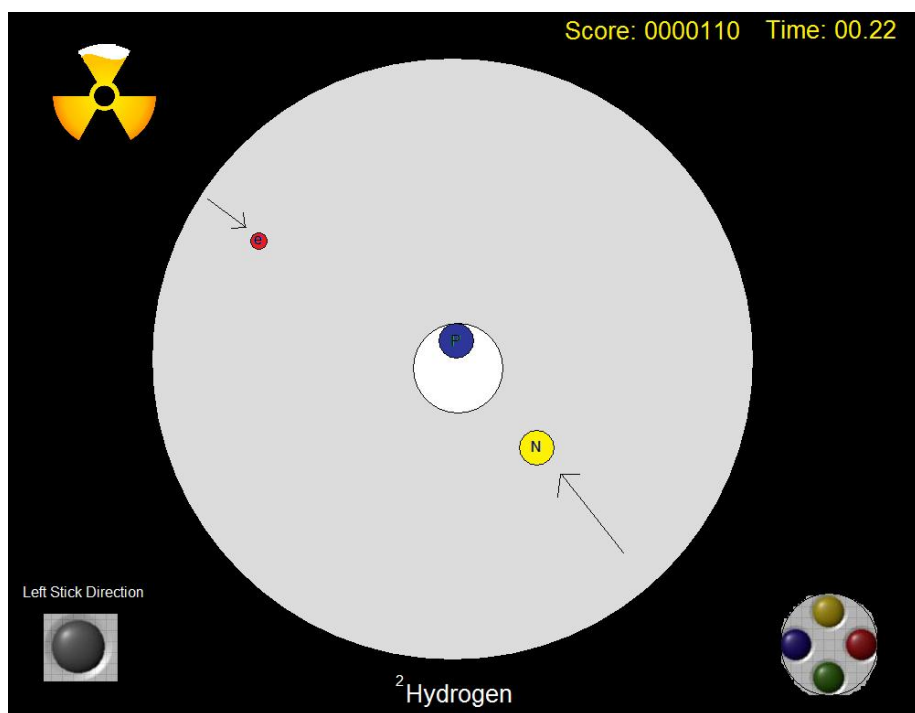 Score: 0000110 Time: 00.22
e
P
N
Left Stick Direction
²Hydrogen